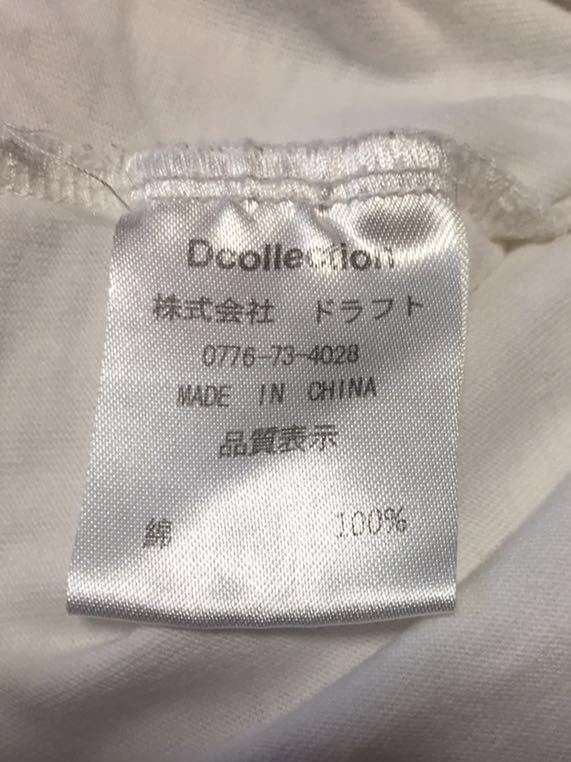 Dcollection
株式会社 ドラフト
0776-73-4028
MADE IN CHINA
品質表示
綿 100%